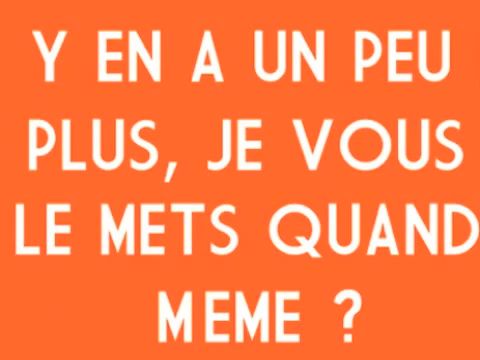 Y EN A UN PEU
PLUS, JE VOUS
LE METS QUAND
MEME ?